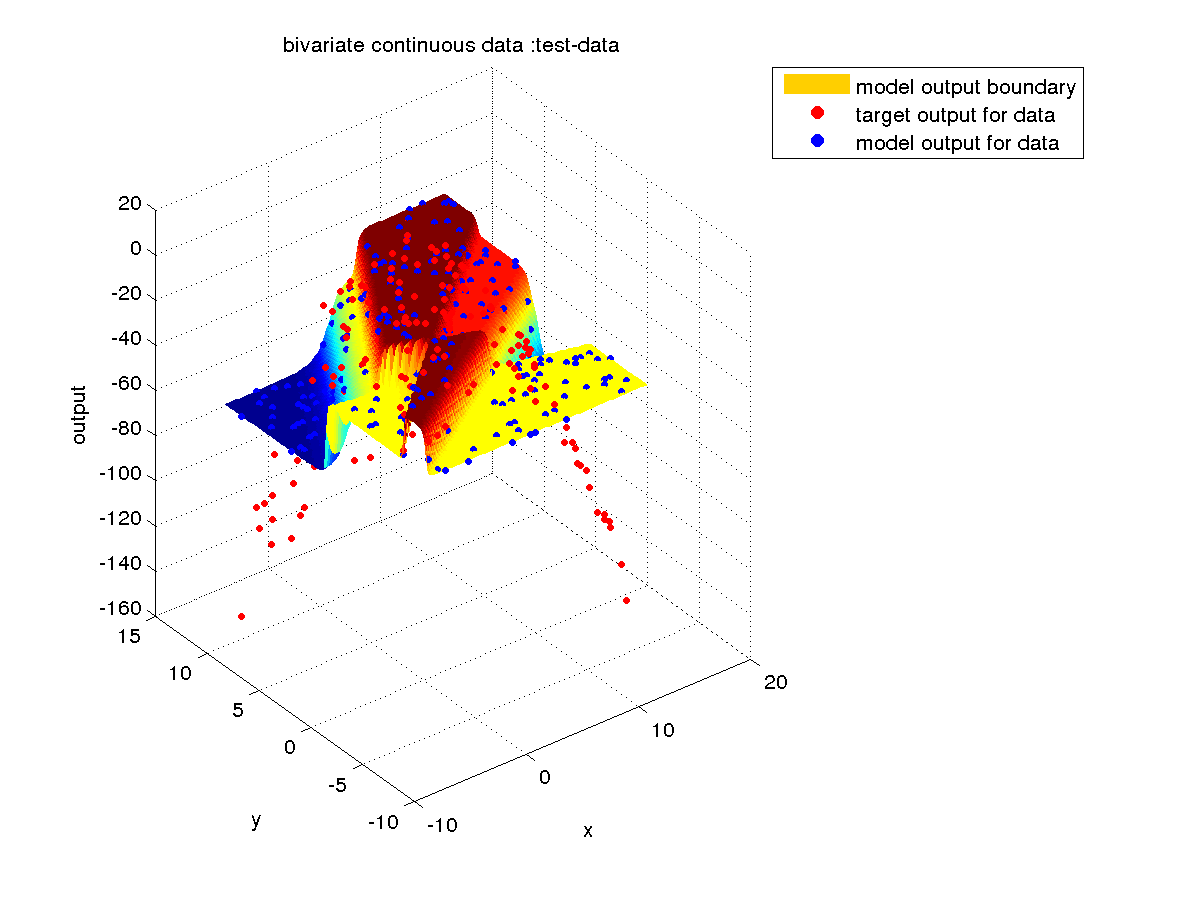 bivariate continuous data :test-data
model output boundary
target output for data
model output for data
20
0
-20
-40
-60
-80
-100
-120
-140
-160
output
15
10
5
0
-5
-10
y
-10
0
10
20
x